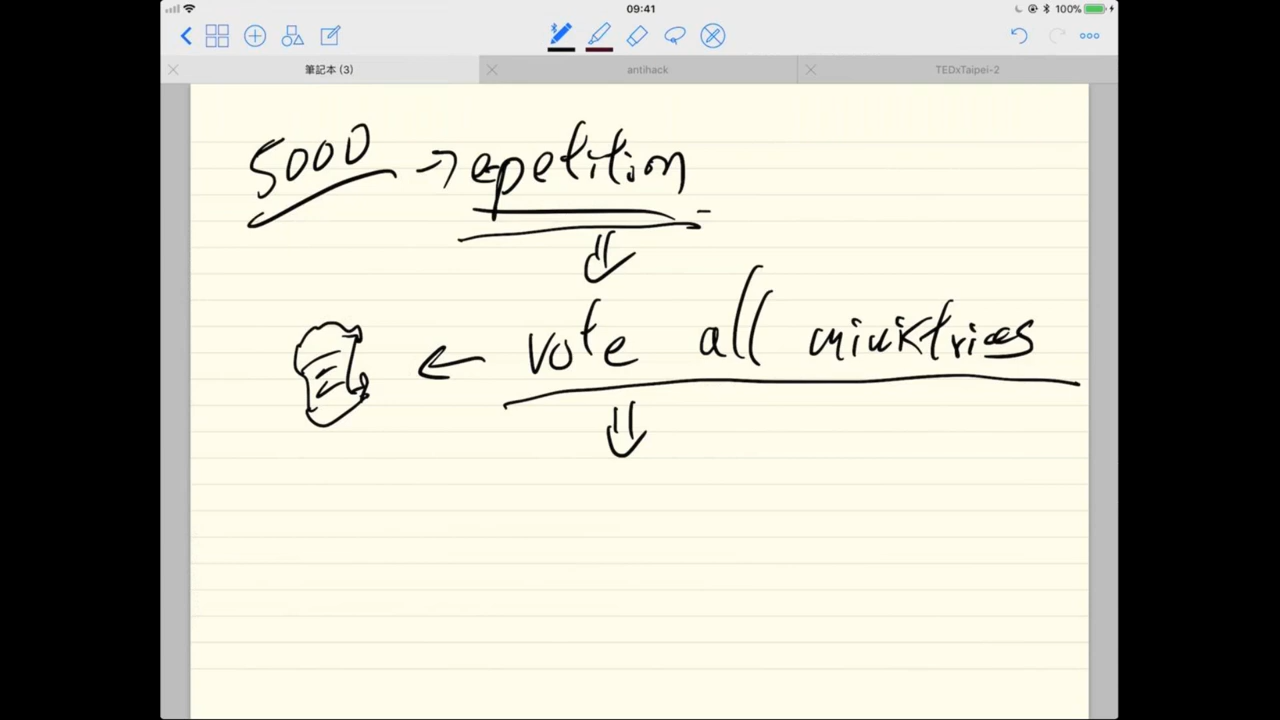 09:41
100%
筆記本 (3)
antihack
TEDxTaipei-2
5000 → epetition
← vote all ministries